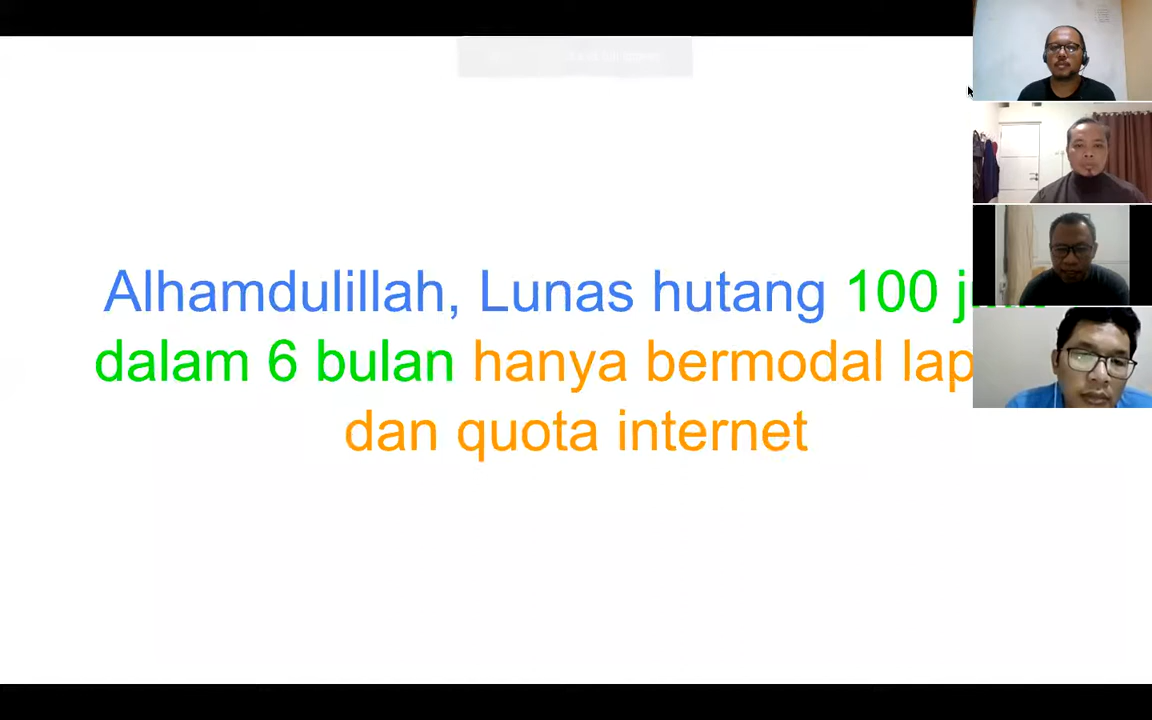 Alhamdulillah, Lunas hutang 100
dalam 6 bulan hanya bermodal
dan quota internet